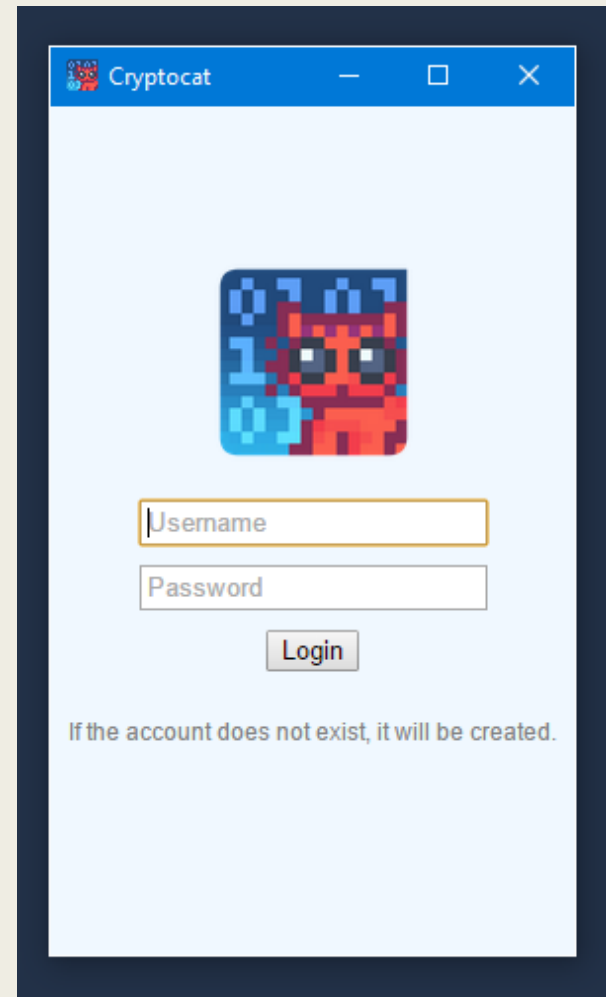 Cryptocat
Username
Password
Login
If the account does not exist, it will be created.